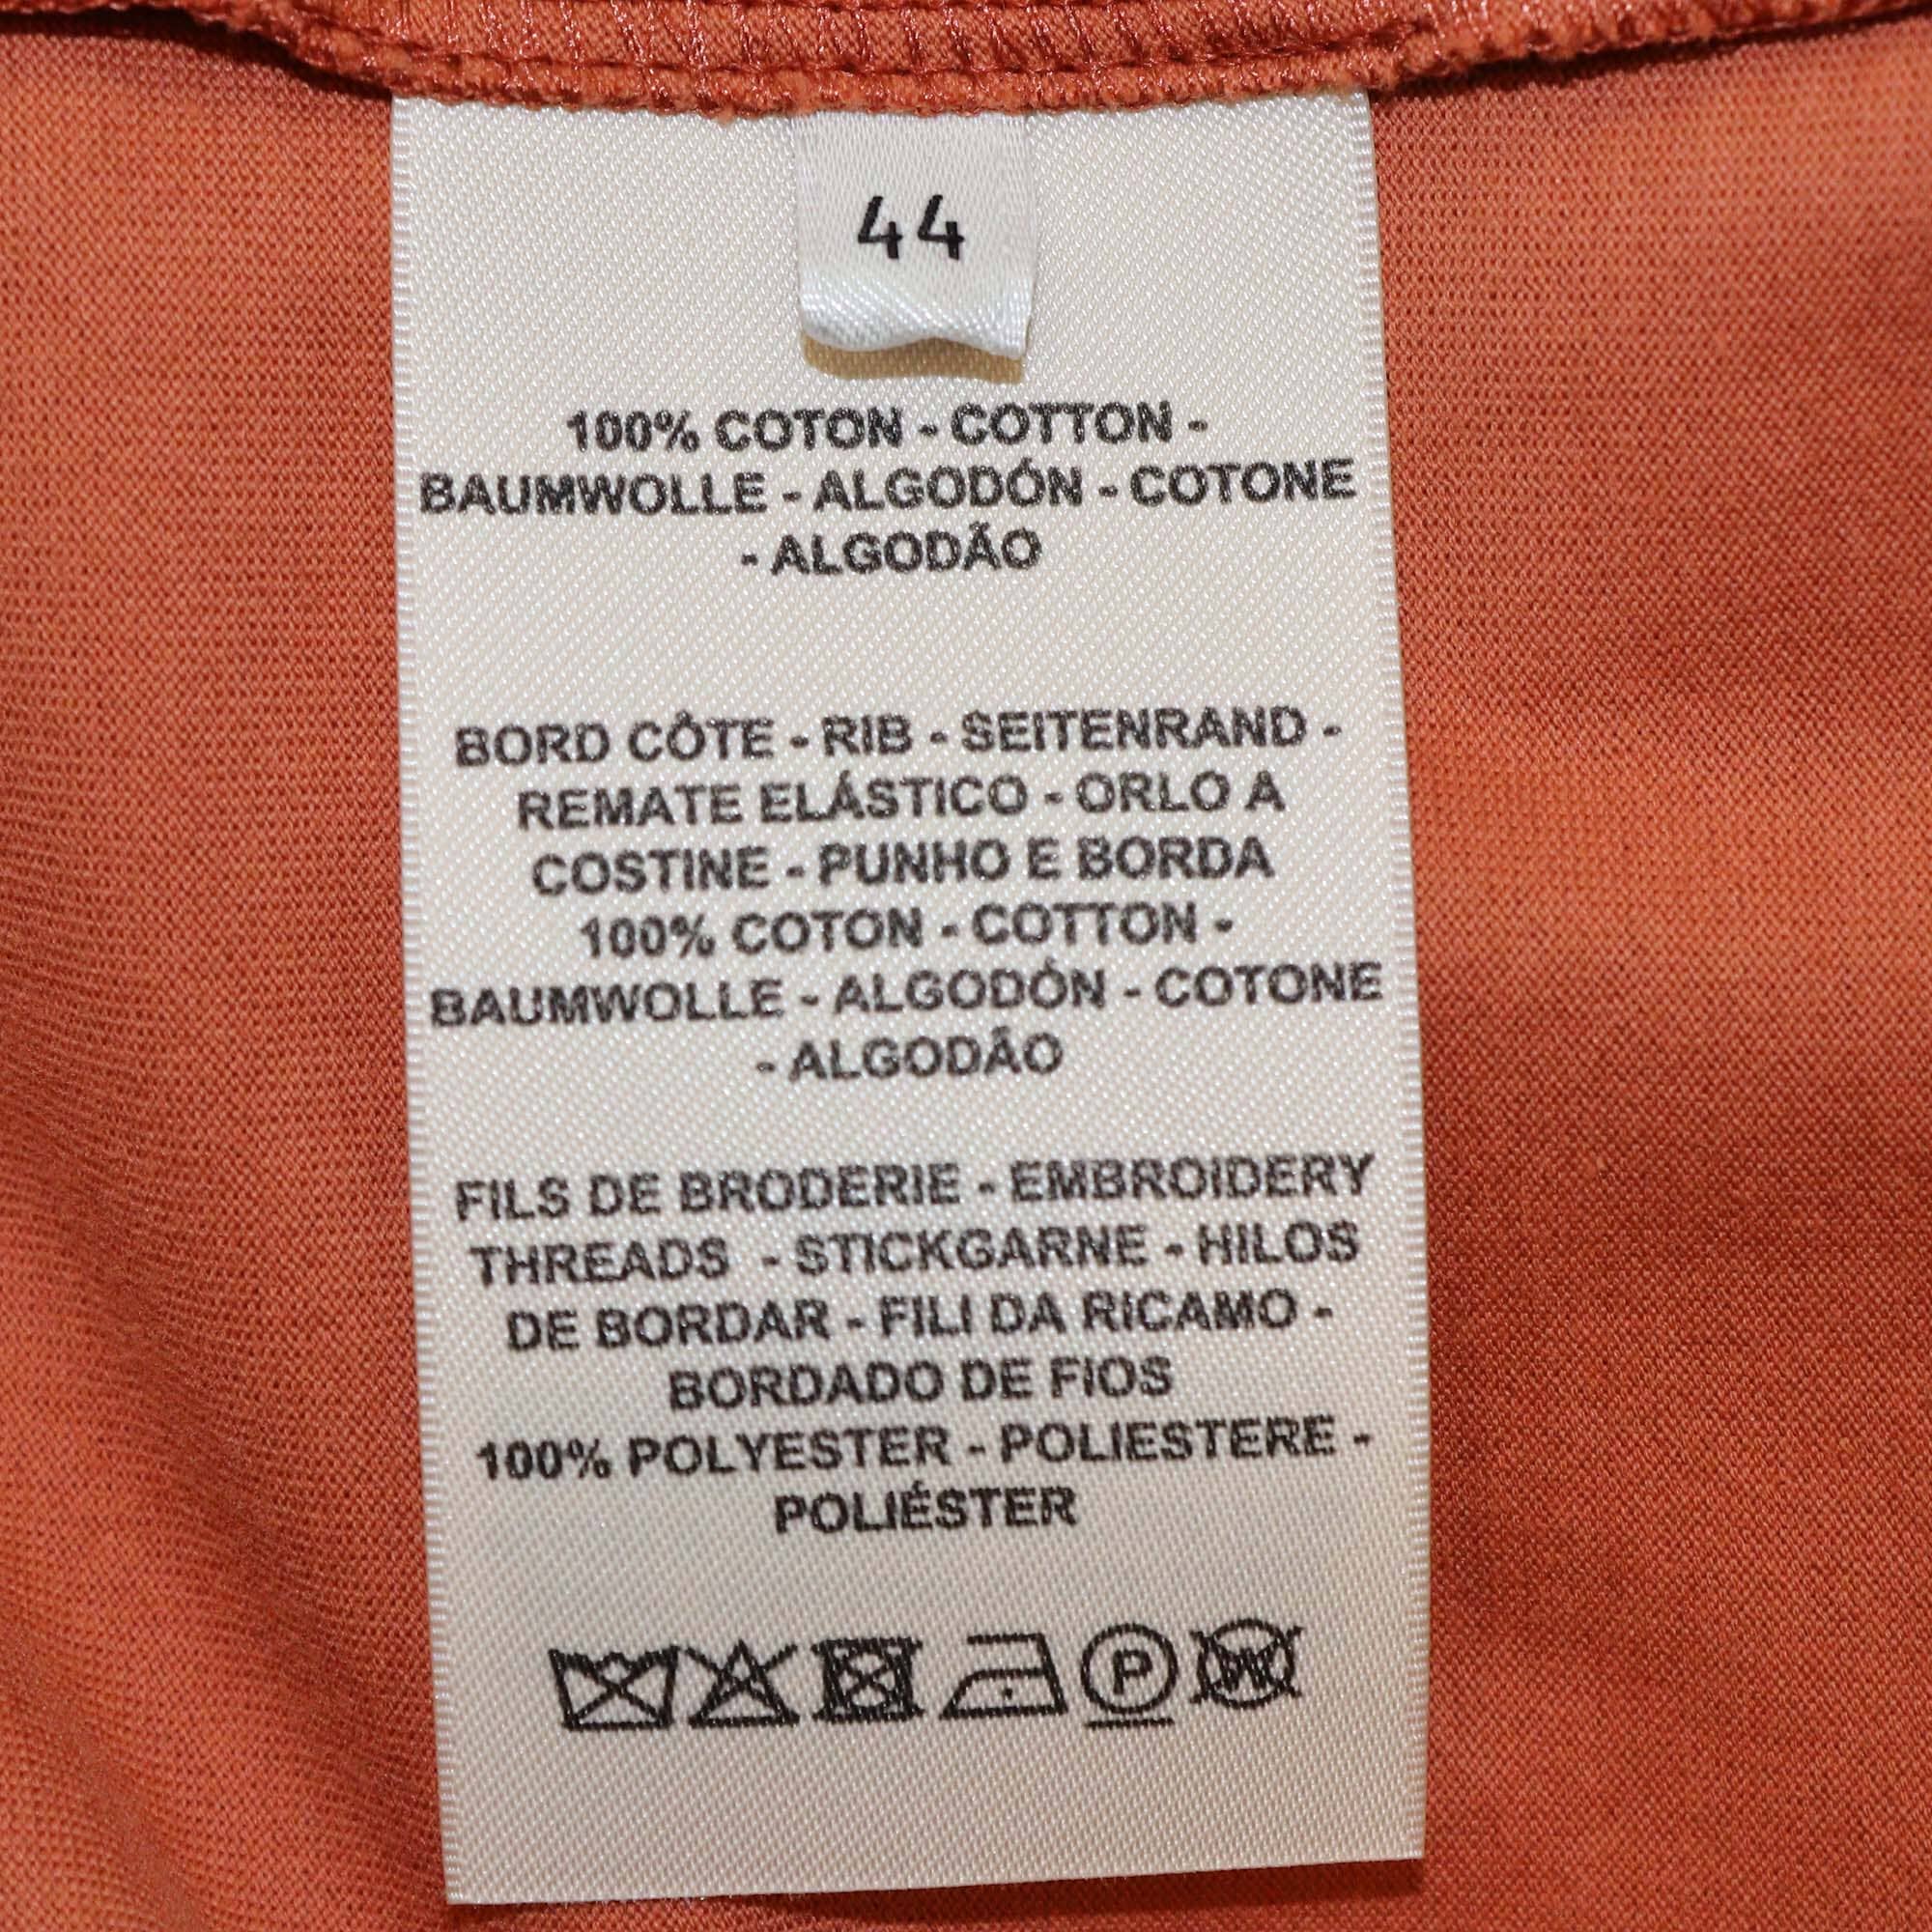 44
100% COTON - COTTON -
BAUMWOLLE - ALGODÓN - COTONE
- ALGODÃO
BORD CÔTE - RIB - SEITENRAND -
REMATE ELÁSTICO - ORLO A
COSTINE - PUNHO E BORDA
100% COTON - COTTON -
BAUMWOLLE - ALGODÓN - COTONE
- ALGODÃO
FILS DE BRODERIE - EMBROIDERY
THREADS - STICKGARNE - HILOS
DE BORDAR - FILI DA RICAMO -
BORDADO DE FIOS
100% POLYESTER - POLIESTERE -
POLIÉSTER
P W